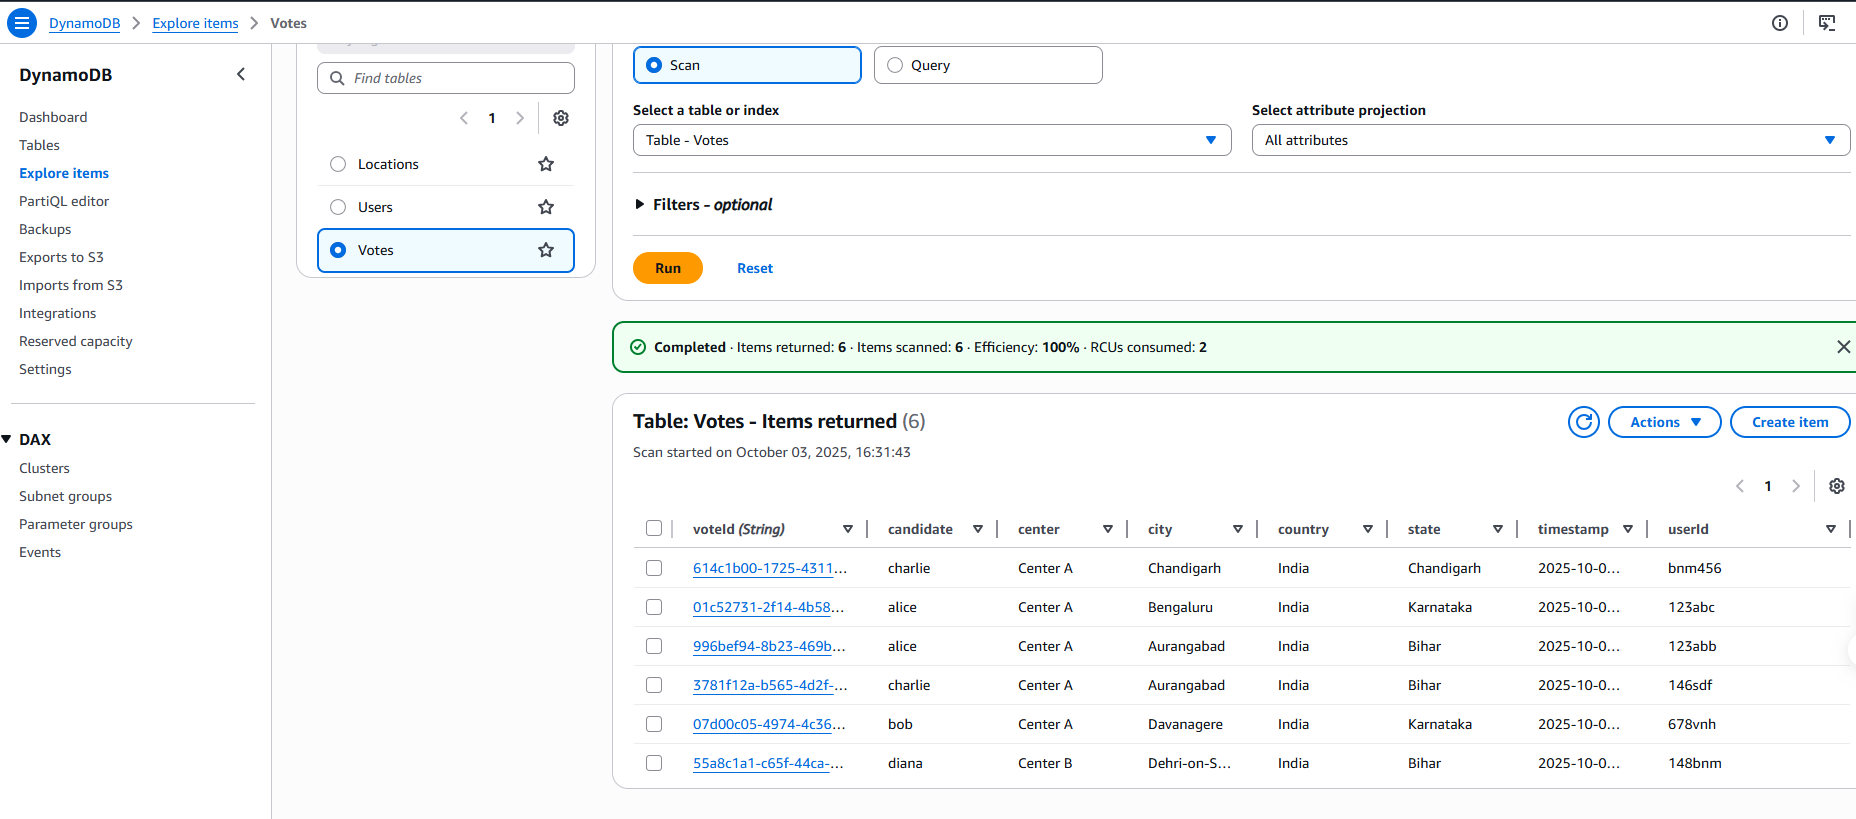 DynamoDB > Explore items > Votes
DynamoDB
Dashboard
Tables
Explore items
PartiQL editor
Backups
Exports to S3
Imports from S3
Integrations
Reserved capacity
Settings
DAX
Clusters
Subnet groups
Parameter groups
Events
Find tables
1
Locations
Users
Votes
Scan Query
Select a table or index Select attribute projection
Table - Votes All attributes
Filters - optional
Run Reset
Completed · Items returned: 6 · Items scanned: 6 · Efficiency: 100% · RCUs consumed: 2
Table: Votes - Items returned (6)
Actions Create item
Scan started on October 03, 2025, 16:31:43
1
voteId (String) candidate center city country state timestamp userId
614c1b00-1725-4311... charlie Center A Chandigarh India Chandigarh 2025-10-0... bnm456
01c52731-2f14-4b58... alice Center A Bengaluru India Karnataka 2025-10-0... 123abc
996bef94-8b23-469b... alice Center A Aurangabad India Bihar 2025-10-0... 123abb
3781f12a-b565-4d2f-... charlie Center A Aurangabad India Bihar 2025-10-0... 146sdf
07d00c05-4974-4c36... bob Center A Davanagere India Karnataka 2025-10-0... 678vnh
55a8c1a1-c65f-44ca-... diana Center B Dehri-on-S... India Bihar 2025-10-0... 148bnm